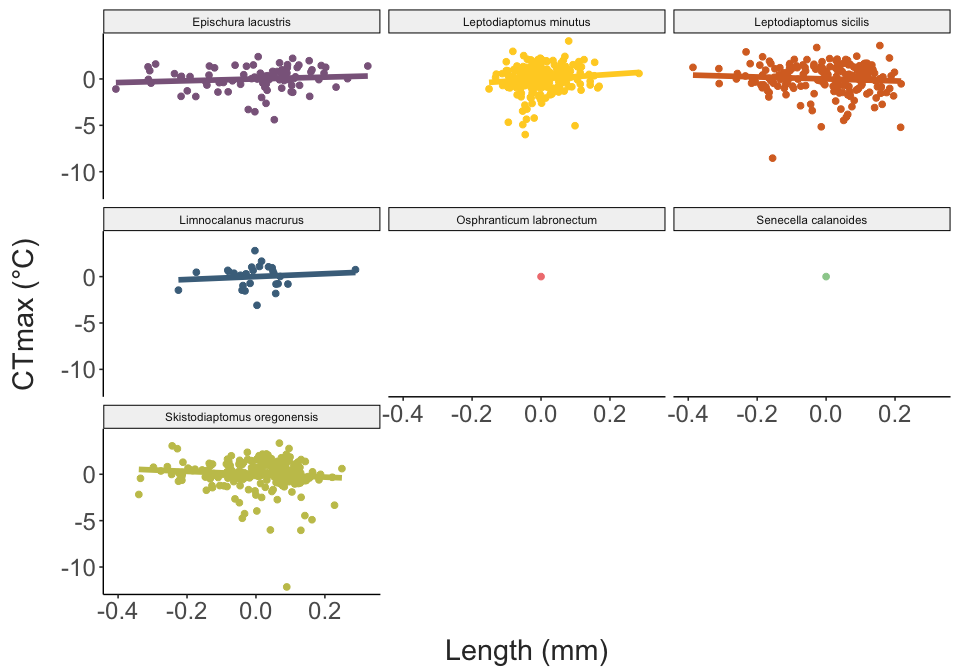 Epischura lacustris
Leptodiaptomus minutus
Leptodiaptomus sicilis
0
-5
-10
Limnocalanus macrurus
Osphranticum labronectum
Senecella calanoides
0
-5
-10
CTmax (°C)
-0.4 -0.2 0.0 0.2
-0.4 -0.2 0.0 0.2
Skistodiaptomus oregonensis
0
-5
-10
-0.4 -0.2 0.0 0.2
Length (mm)